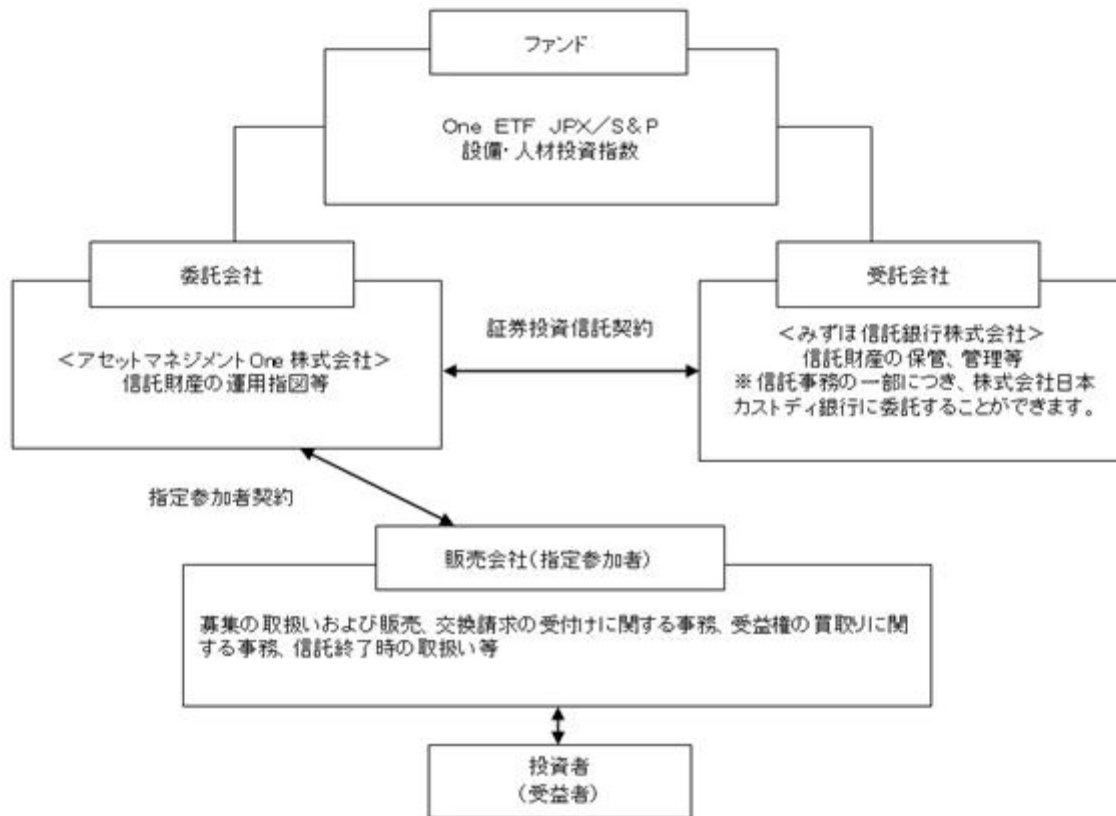 ファンド
One ETF JPX/S&P
設備・人材投資指数
委託会社
<アセットマネジメントOne 株式会社>
信託財産の運用指図等
証券投資信託契約
受託会社
<みずほ信託銀行株式会社>
信託財産の保管、管理等
※信託事務の一部につき、株式会社日本
カストディ銀行に委託することができます。
指定参加者契約
販売会社(指定参加者)
募集の取扱いおよび販売、交換請求の受付けに関する事務、受益権の買取りに関
する事務、信託終了時の取扱い等
投資者
(受益者)